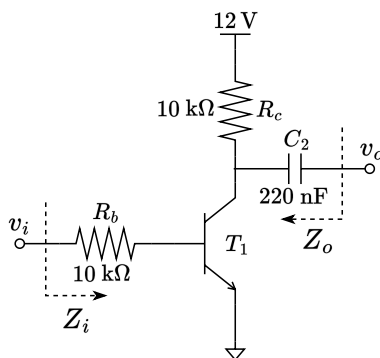 12 V
10 kΩ
R_c
C_2
v_o
220 nF
v_i
R_b
T_1
Z_o
10 kΩ
Z_i